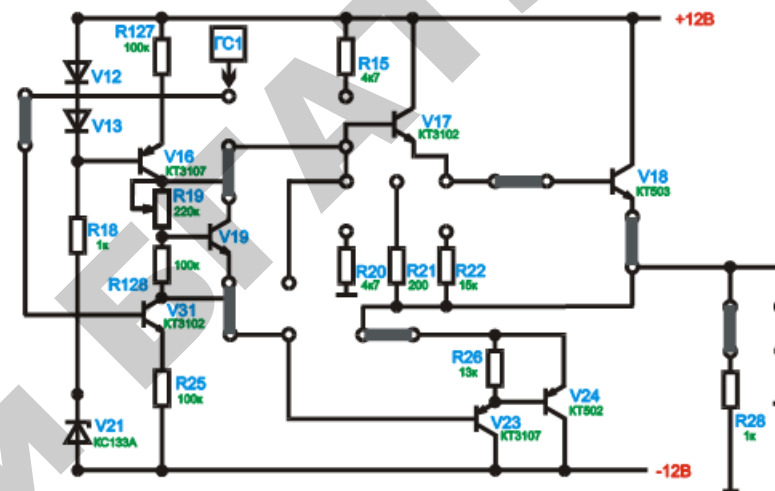 +12В
R127
100к
ГС1
R15
4к7
V12
V13
V17
КТ3102
V16
КТ3107
V18
КТ503
R19
220к
R18
1к
V19
100к
R128
R20
4к7
R21
200
R22
15к
V31
КТ3102
R26
13к
R25
100к
V24
КТ502
V21
КС133А
V23
КТ3107
R28
1к
-12В